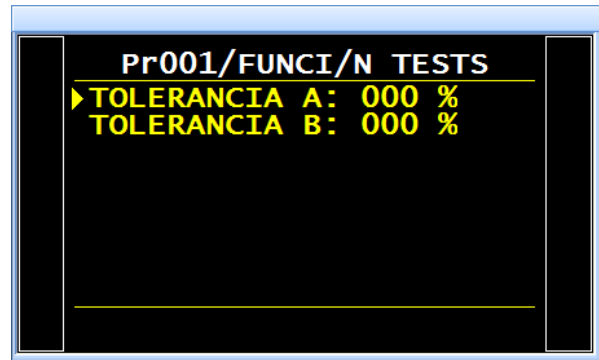 Pr001/FUNCI/N TESTS
TOLERANCIA A: 000 %
TOLERANCIA B: 000 %